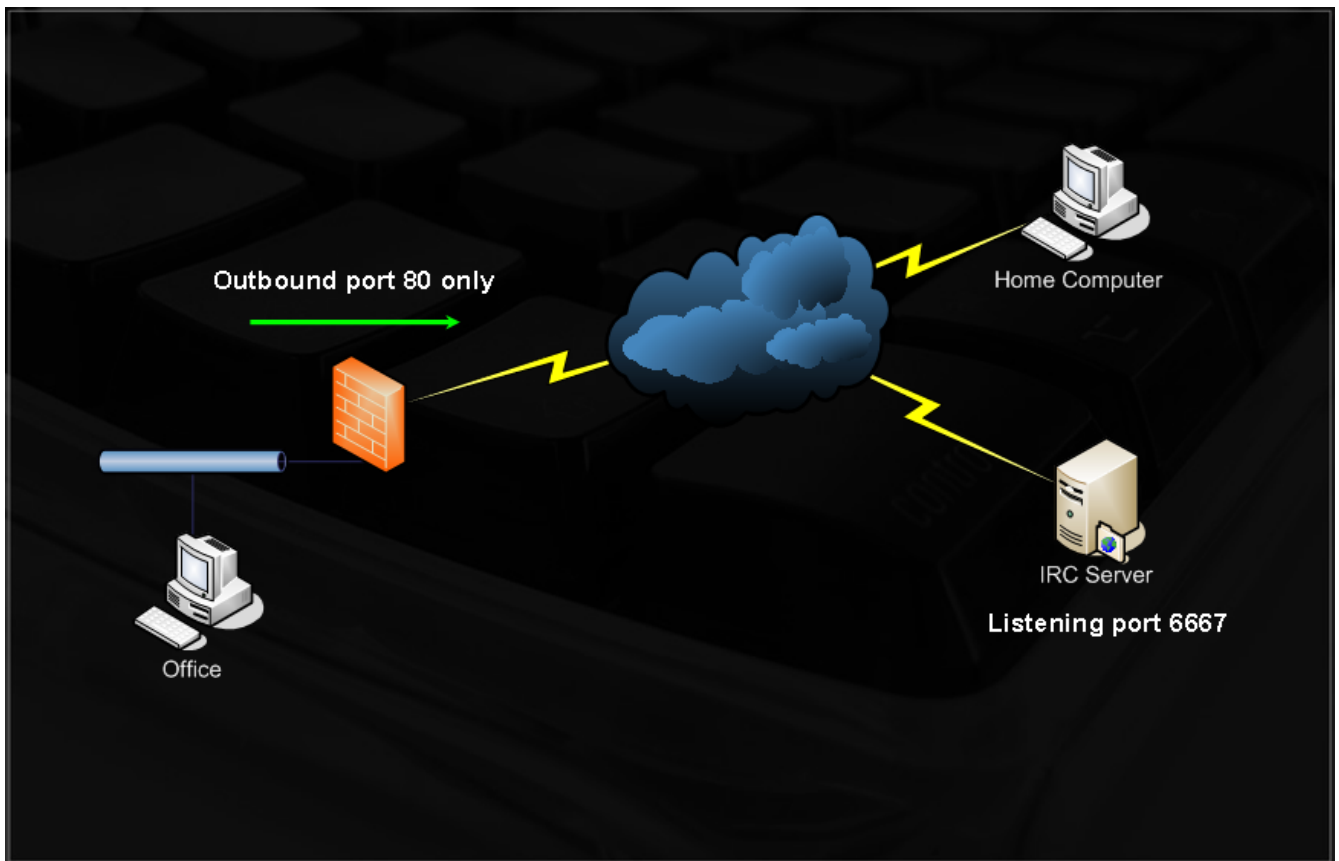 Outbound port 80 only
Home Computer
IRC Server
Listening port 6667
Office